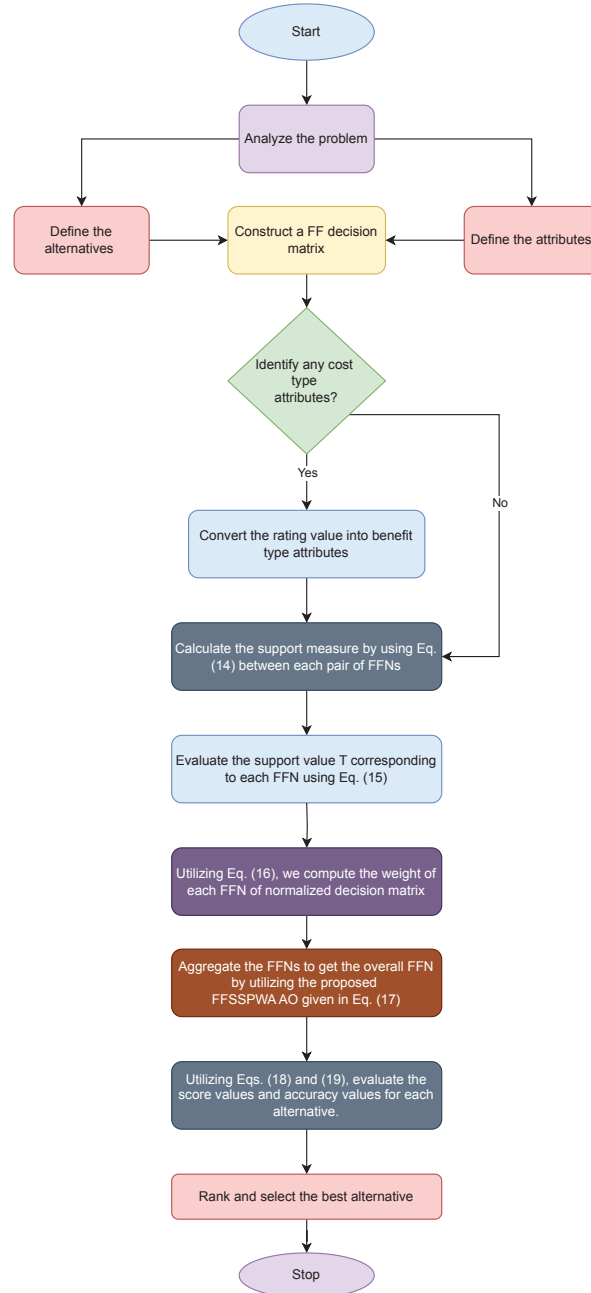 Start
Analyze the problem
Define the
alternatives
Construct a FF decision
matrix
Define the attributes
Identify any cost
type
attributes?
Yes
No
Convert the rating value into benefit
type attributes
Calculate the support measure by using Eq.
(14) between each pair of FFNs
Evaluate the support value T corresponding
to each FFN using Eq. (15)
Utilizing Eq. (16), we compute the weight of
each FFN of normalized decision matrix
Aggregate the FFNs to get the overall FFN
by utilizing the proposed
FFSSPWA AO given in Eq. (17)
Utilizing Eqs. (18) and (19), evaluate the
score values and accuracy values for each
alternative.
Rank and select the best alternative
Stop